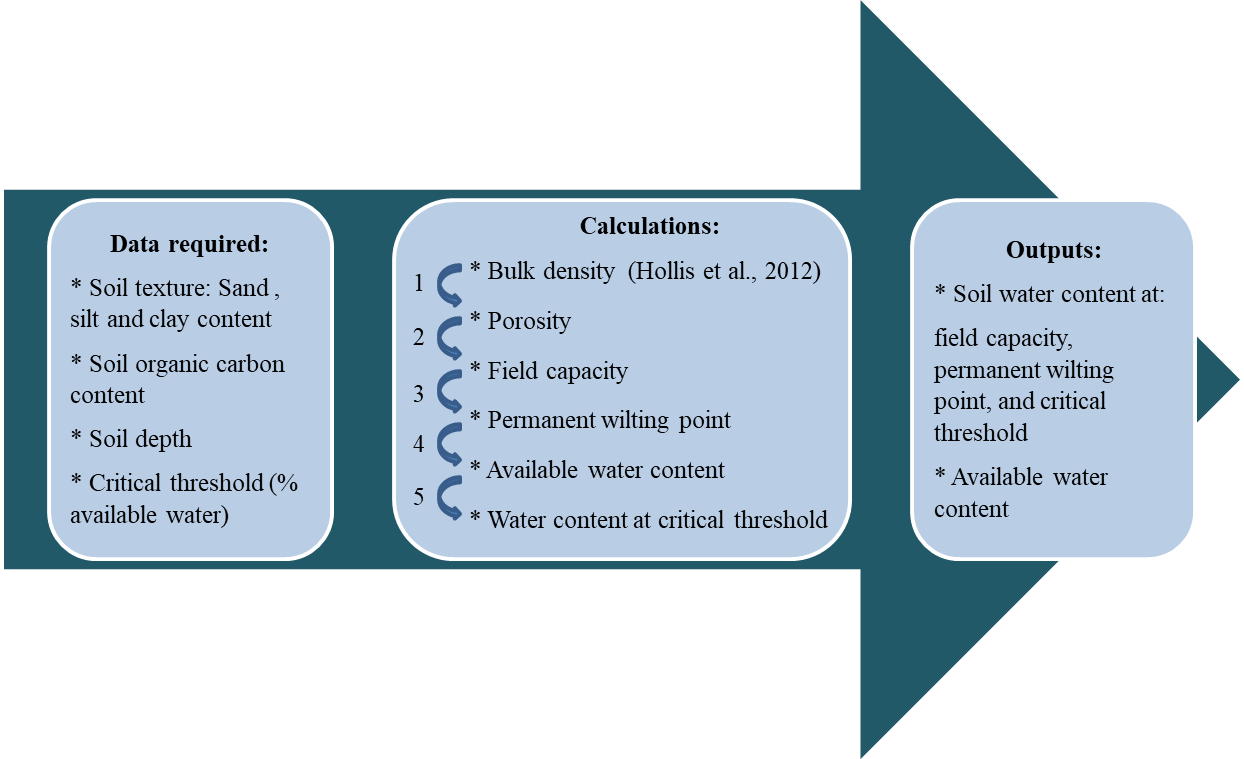 Data required:
* Soil texture: Sand ,
silt and clay content
* Soil organic carbon
content
* Soil depth
* Critical threshold (%
available water)
Calculations:
* Bulk density (Hollis et al., 2012)
1
* Porosity
2
* Field capacity
3
* Permanent wilting point
4
* Available water content
5
* Water content at critical threshold
Outputs:
* Soil water content at:
field capacity,
permanent wilting
point, and critical
threshold
* Available water
content